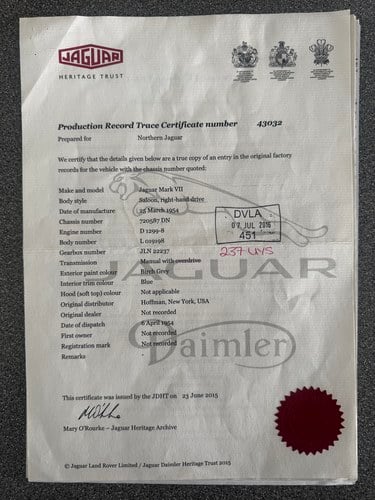 JAGUAR
HERITAGE TRUST
Production Record Trace Certificate number 43032
Prepared for Northern Jaguar
We certify that the details given below are a true copy of an entry in the original factory
records for the vehicle with the chassis number quoted:
Make and model Jaguar Mark VII
Body style Saloon, right-hand drive
Date of manufacture 25 March 1954
Chassis number 720587 DN
Engine number D 1299-8
Body number L 019198
Gearbox number JLN 22237
Transmission Manual with overdrive
Exterior paint colour Birch Grey
Interior trim colour Blue
Hood (soft top) colour Not applicable
Original distributor Hoffman, New York, USA
Original dealer Not recorded
Date of dispatch 6 April 1954
First owner Not recorded
Registration mark Not recorded
Remarks -
DVLA
JUL 2016
451
237 UYS
JAGUAR
Daimler
This certificate was issued by the JDHT on 23 June 2015
Mary O'Rourke – Jaguar Heritage Archive
© Jaguar Land Rover Limited / Jaguar Daimler Heritage Trust 2015